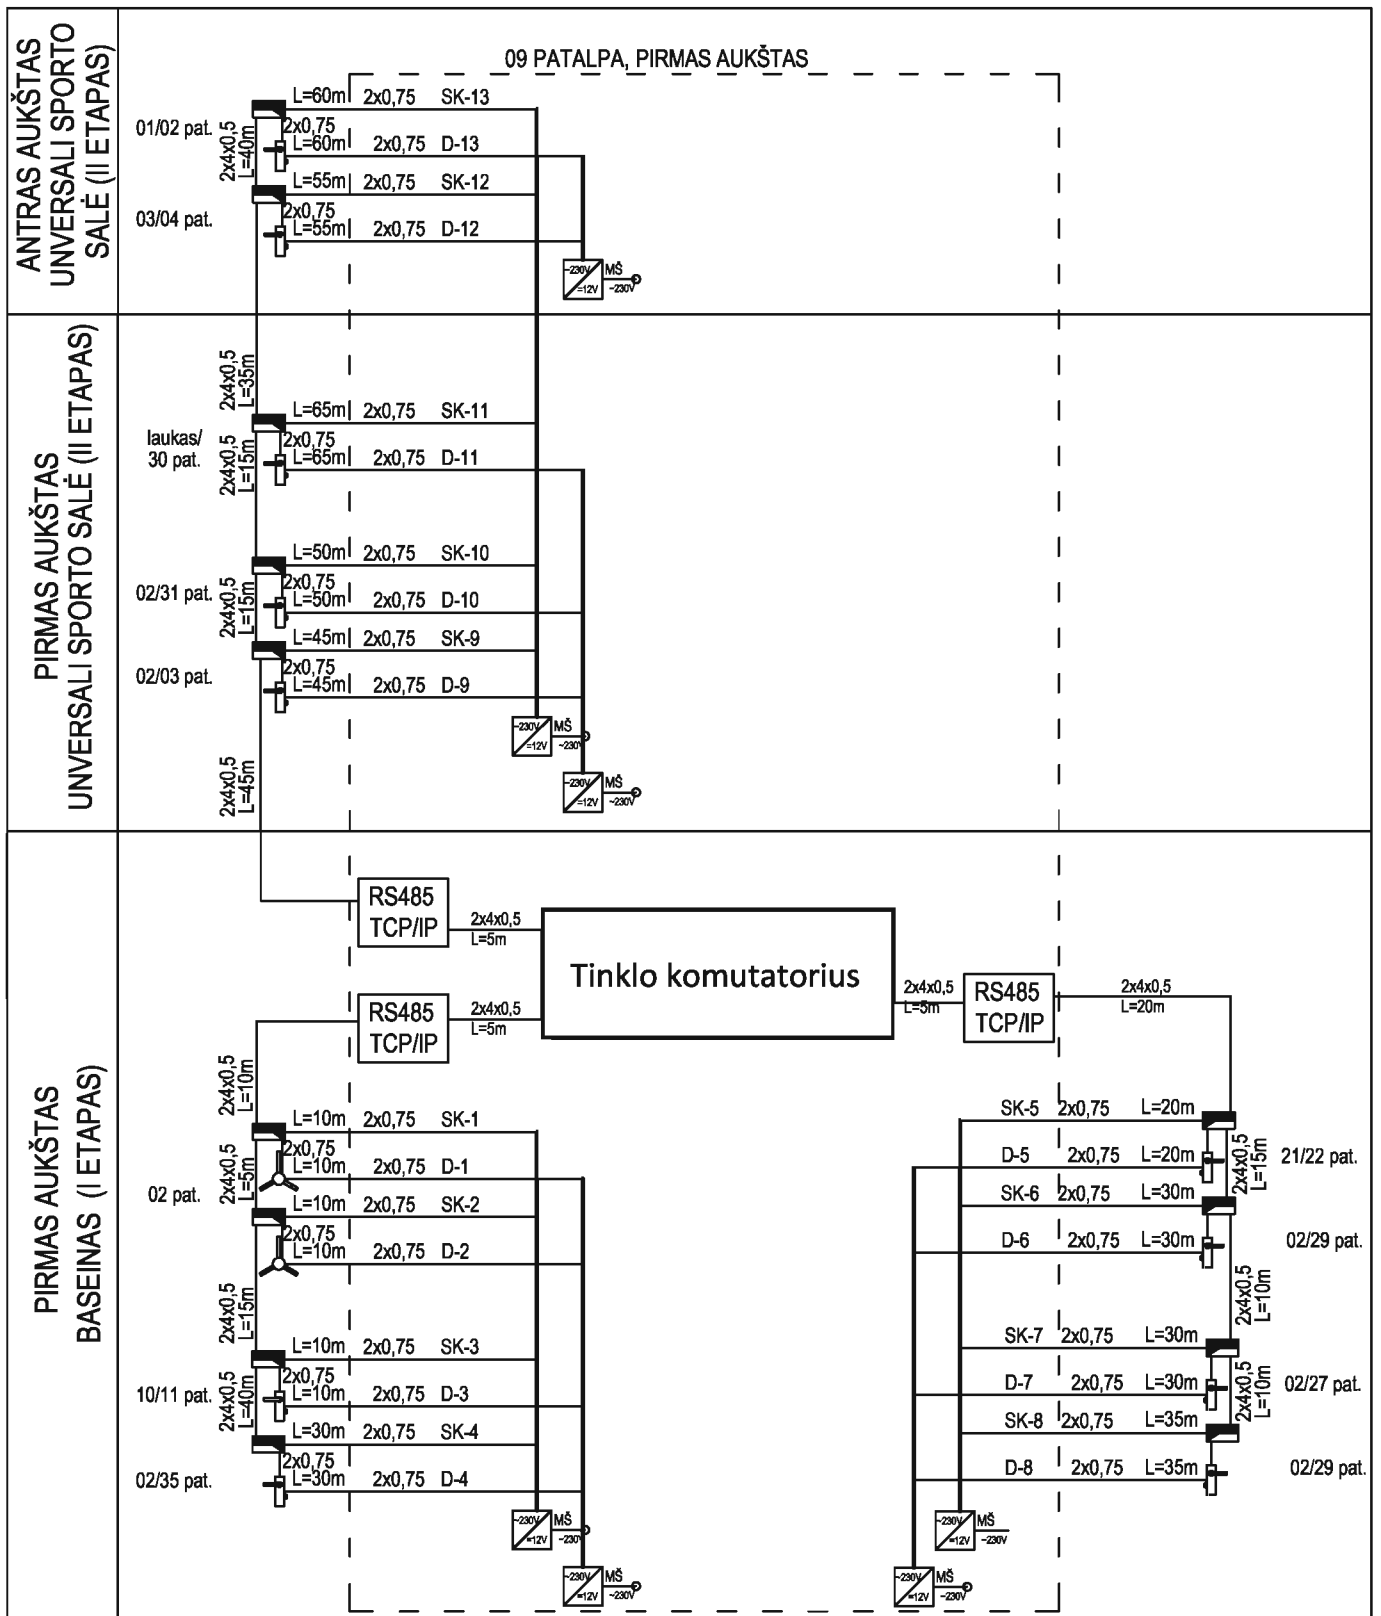 ANTRAS AUKŠTAS
UNVERSALI SPORTO
SALĖ (II ETAPAS)
09 PATALPA, PIRMAS AUKŠTAS
01/02 pat.
2x4x0,5
L=40m
L=60m 2x0,75 SK-13
2x0,75
L=60m 2x0,75 D-13
03/04 pat.
L=55m 2x0,75 SK-12
2x0,75
L=55m 2x0,75 D-12
~230V
=12V
MŠ
~230V
PIRMAS AUKŠTAS
UNVERSALI SPORTO SALĖ (II ETAPAS)
2x4x0,5
L=35m
laukas/
30 pat.
2x4x0,5
L=15m
L=65m 2x0,75 SK-11
2x0,75
L=65m 2x0,75 D-11
02/31 pat.
2x4x0,5
L=15m
L=50m 2x0,75 SK-10
2x0,75
L=50m 2x0,75 D-10
02/03 pat.
L=45m 2x0,75 SK-9
2x0,75
L=45m 2x0,75 D-9
2x4x0,5
L=45m
~230V
=12V
MŠ
~230V
~230V
=12V
MŠ
~230V
PIRMAS AUKŠTAS
BASEINAS (I ETAPAS)
RS485
TCP/IP
2x4x0,5
L=5m
Tinklo komutatorius
RS485
TCP/IP
2x4x0,5
L=5m
2x4x0,5
L=5m
RS485
TCP/IP
2x4x0,5
L=20m
2x4x0,5
L=10m
02 pat.
2x4x0,5
L=5m
L=10m 2x0,75 SK-1
2x0,75
L=10m 2x0,75 D-1
L=10m 2x0,75 SK-2
2x0,75
L=10m 2x0,75 D-2
2x4x0,5
L=15m
10/11 pat.
2x4x0,5
L=40m
L=10m 2x0,75 SK-3
2x0,75
L=10m 2x0,75 D-3
02/35 pat.
L=30m 2x0,75 SK-4
2x0,75
L=30m 2x0,75 D-4
~230V
=12V
MŠ
~230V
~230V
=12V
MŠ
~230V
SK-5 2x0,75 L=20m
D-5 2x0,75 L=20m
2x4x0,5
L=15m
21/22 pat.
SK-6 2x0,75 L=30m
D-6 2x0,75 L=30m
02/29 pat.
2x4x0,5
L=10m
SK-7 2x0,75 L=30m
D-7 2x0,75 L=30m
2x4x0,5
L=10m
02/27 pat.
SK-8 2x0,75 L=35m
D-8 2x0,75 L=35m
02/29 pat.
~230V
=12V
MŠ
~230V
~230V
=12V
MŠ
~230V